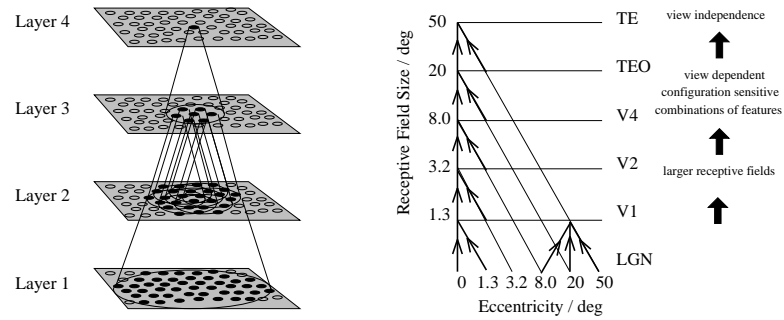 Layer 4
Layer 3
Layer 2
Layer 1
Receptive Field Size / deg
50
20
8.0
3.2
1.3
TE
TEO
V4
V2
V1
LGN
view independence
view dependent
configuration sensitive
combinations of features
larger receptive fields
0 1.3 3.2 8.0 20 50
Eccentricity / deg